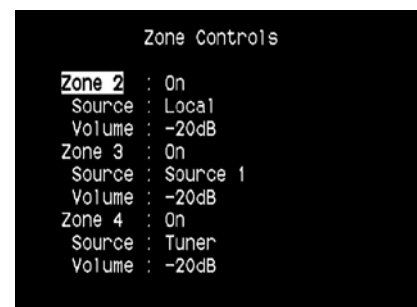 Zone Controls
Zone 2 : On
Source : Local
Volume : -20dB
Zone 3 : On
Source : Source 1
Volume : -20dB
Zone 4 : On
Source : Tuner
Volume : -20dB